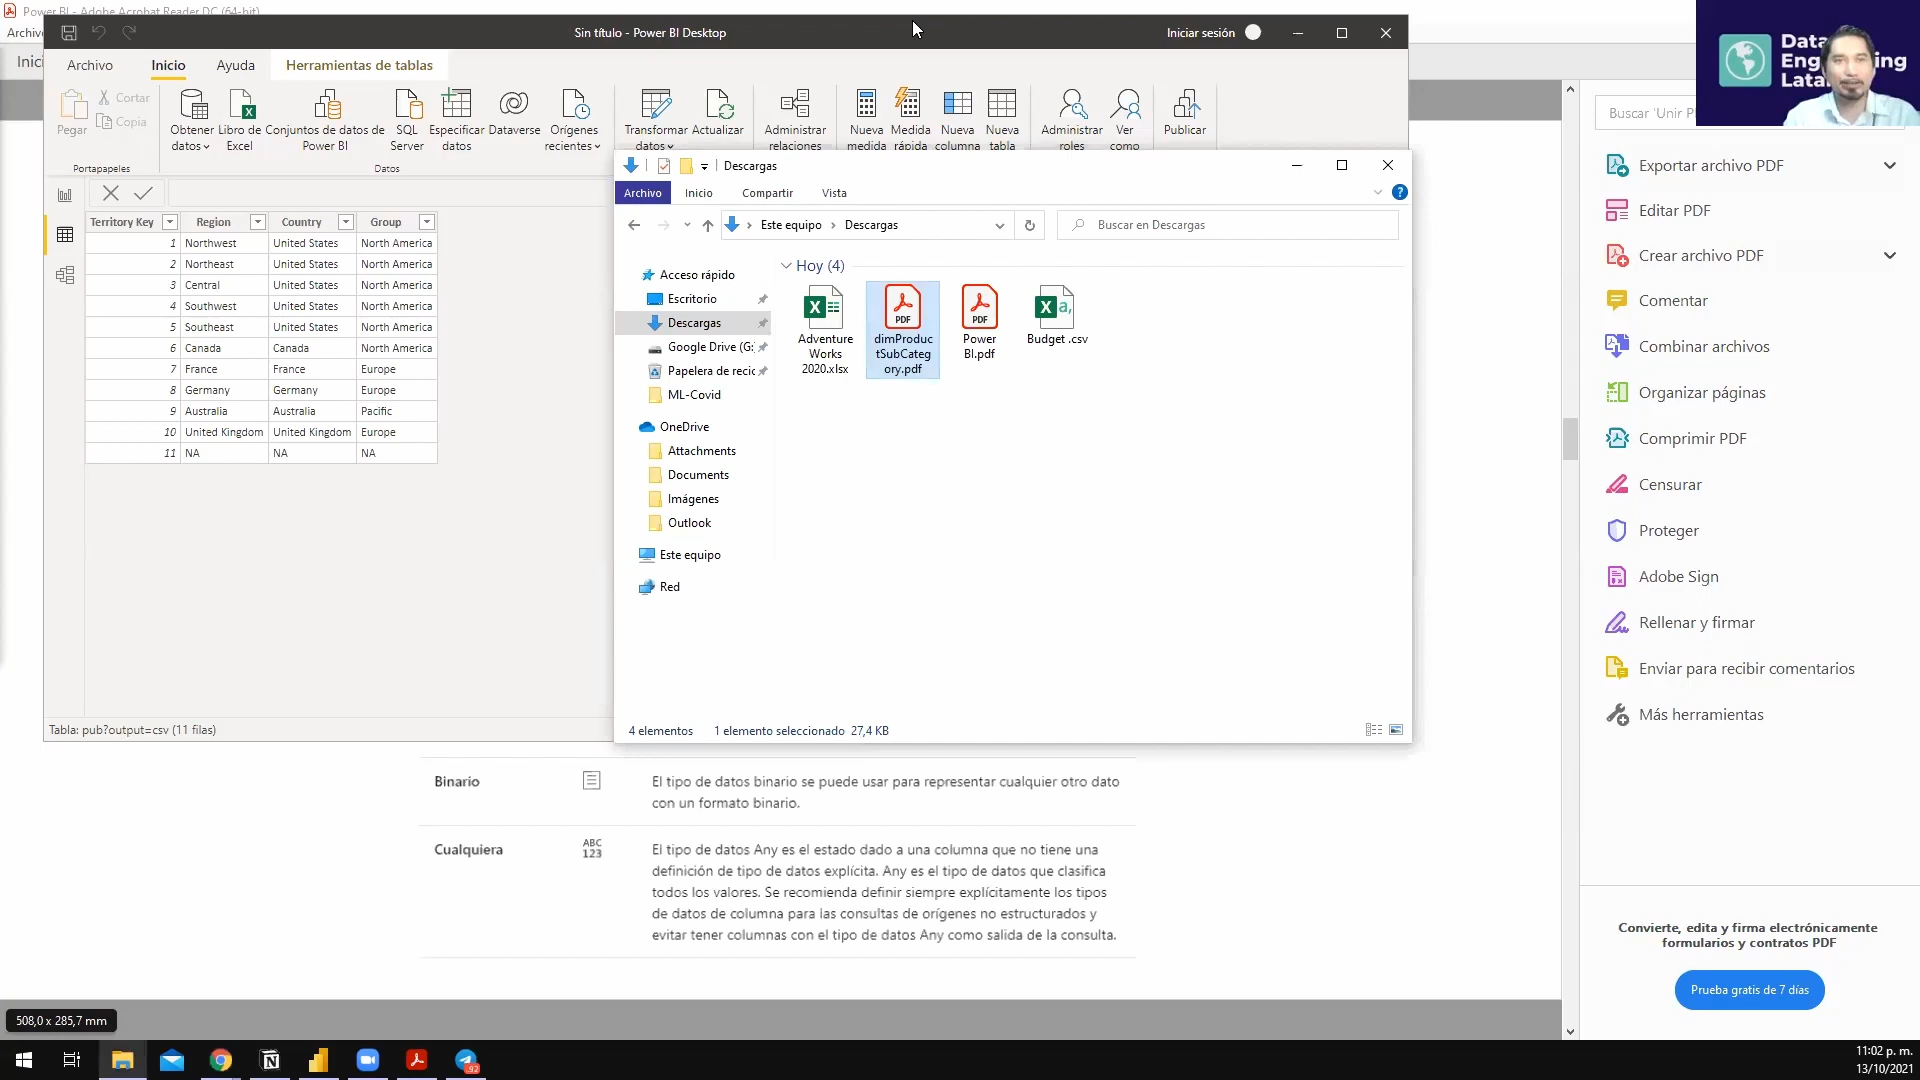 Power BI - Adobe Acrobat Reader DC (64-bit)
Sin título - Power BI Desktop
Iniciar sesión
Archivo
Inicio
Ayuda
Herramientas de tablas
Pegar
Cortar
Copia
Portapapeles
Obtener datos
Libro de Excel
Conjuntos de datos de Power BI
SQL Server
Especificar datos
Dataverse
Orígenes recientes
Datos
Transformar datos
Actualizar
Administrar relaciones
Nueva medida
Medida rápida
Nueva columna
Nueva tabla
Administrar roles
Ver como
Publicar
Territory Key Region Country Group
1 Northwest United States North America
2 Northeast United States North America
3 Central United States North America
4 Southwest United States North America
5 Southeast United States North America
6 Canada Canada North America
7 France France Europe
8 Germany Germany Europe
9 Australia Australia Pacific
10 United Kingdom United Kingdom Europe
11 NA NA NA
Tabla: pub?output=csv (11 filas)
Descargas
Archivo
Inicio
Compartir
Vista
Este equipo
Descargas
Buscar en Descargas
Acceso rápido
Escritorio
Descargas
Google Drive (G:
Papelera de recic
ML-Covid
OneDrive
Attachments
Documents
Imágenes
Outlook
Este equipo
Red
Hoy (4)
Adventure
Works
2020.xlsx
dimProduc
tSubCateg
ory.pdf
PDF
Power
BI.pdf
PDF
Budget .csv
4 elementos
1 elemento seleccionado 27,4 KB
Binario
El tipo de datos binario se puede usar para representar cualquier otro dato
con un formato binario.
Cualquiera
ABC
123
El tipo de datos Any es el estado dado a una columna que no tiene una
definición de tipo de datos explícita. Any es el tipo de datos que clasifica
todos los valores. Se recomienda definir siempre explícitamente los tipos
de datos de columna para las consultas de orígenes no estructurados y
evitar tener columnas con el tipo de datos Any como salida de la consulta.
508,0 x 285,7 mm
Data
Buscar 'Unir P
Exportar archivo PDF
Editar PDF
Crear archivo PDF
Comentar
Combinar archivos
Organizar páginas
Comprimir PDF
Censurar
Proteger
Adobe Sign
Rellenar y firmar
Enviar para recibir comentarios
Más herramientas
Convierte, edita y firma electrónicamente
formularios y contratos PDF
Prueba gratis de 7 días
92
11:02 p. m.
13/10/2021